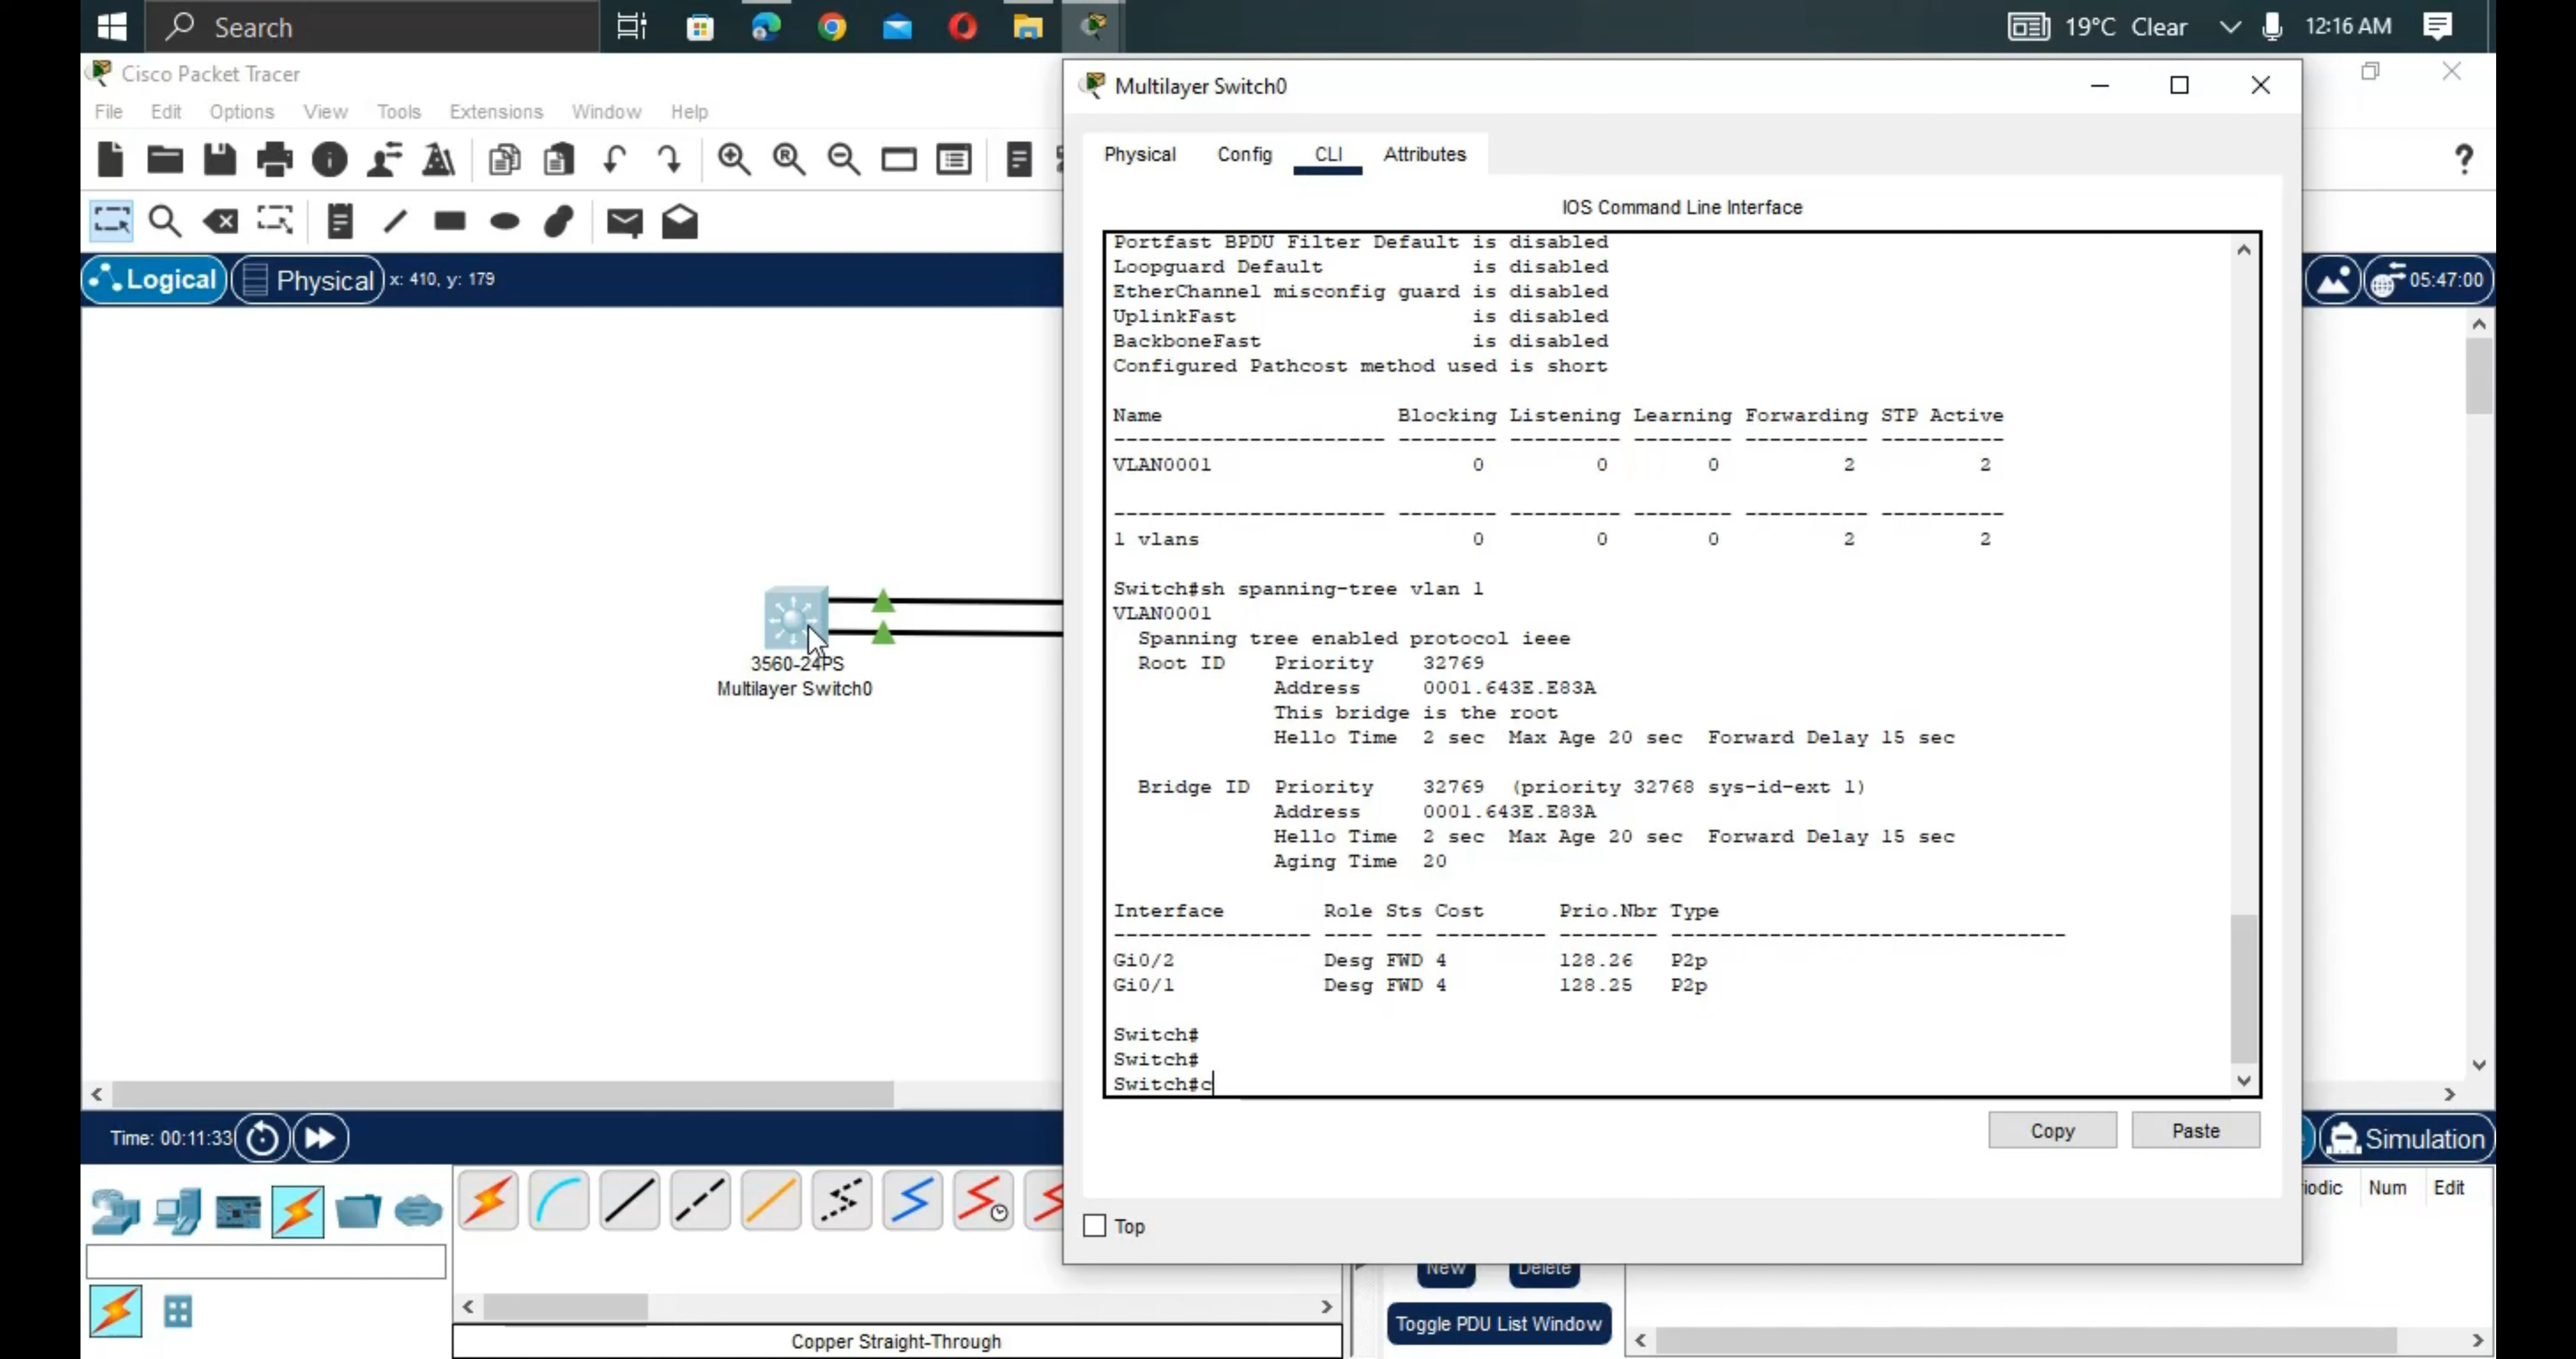 Search
19°C Clear
12:16 AM
Cisco Packet Tracer
File Edit Options View Tools Extensions Window Help
Logical
Physical
x: 410, y: 179
05:47:00
3560-24PS
Multilayer Switch0
Multilayer Switch0
Physical Config CLI Attributes
IOS Command Line Interface
Portfast BPDU Filter Default is disabled
Loopguard Default is disabled
EtherChannel misconfig guard is disabled
UplinkFast is disabled
BackboneFast is disabled
Configured Pathcost method used is short
Name Blocking Listening Learning Forwarding STP Active
---------------------- -------- --------- -------- ---------- ----------
VLAN0001 0 0 0 2 2
---------------------- -------- --------- -------- ---------- ----------
1 vlans 0 0 0 2 2
Switch#sh spanning-tree vlan 1
VLAN0001
Spanning tree enabled protocol ieee
Root ID Priority 32769
Address 0001.643E.E83A
This bridge is the root
Hello Time 2 sec Max Age 20 sec Forward Delay 15 sec
Bridge ID Priority 32769 (priority 32768 sys-id-ext 1)
Address 0001.643E.E83A
Hello Time 2 sec Max Age 20 sec Forward Delay 15 sec
Aging Time 20
Interface Role Sts Cost Prio.Nbr Type
---------------- ---- --- --------- -------- --------------------------------
Gi0/2 Desg FWD 4 128.26 P2p
Gi0/1 Desg FWD 4 128.25 P2p
Switch#
Switch#
Switch#c
Copy Paste
Top
Time: 00:11:33
Simulation
iodic Num Edit
New Delete
Toggle PDU List Window
Copper Straight-Through